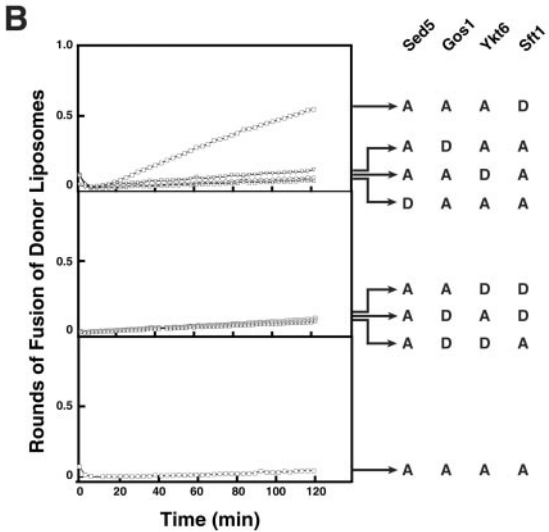 B
Sed5 Gos1 Ykt6 Sft1
Rounds of Fusion of Donor Liposomes
1.0
0.5
0
A A A D
A D A A
A A D A
D A A A
0.5
0
A A D D
A D A D
A D D A
0.5
0
A A A A
0 20 40 60 80 100 120
Time (min)